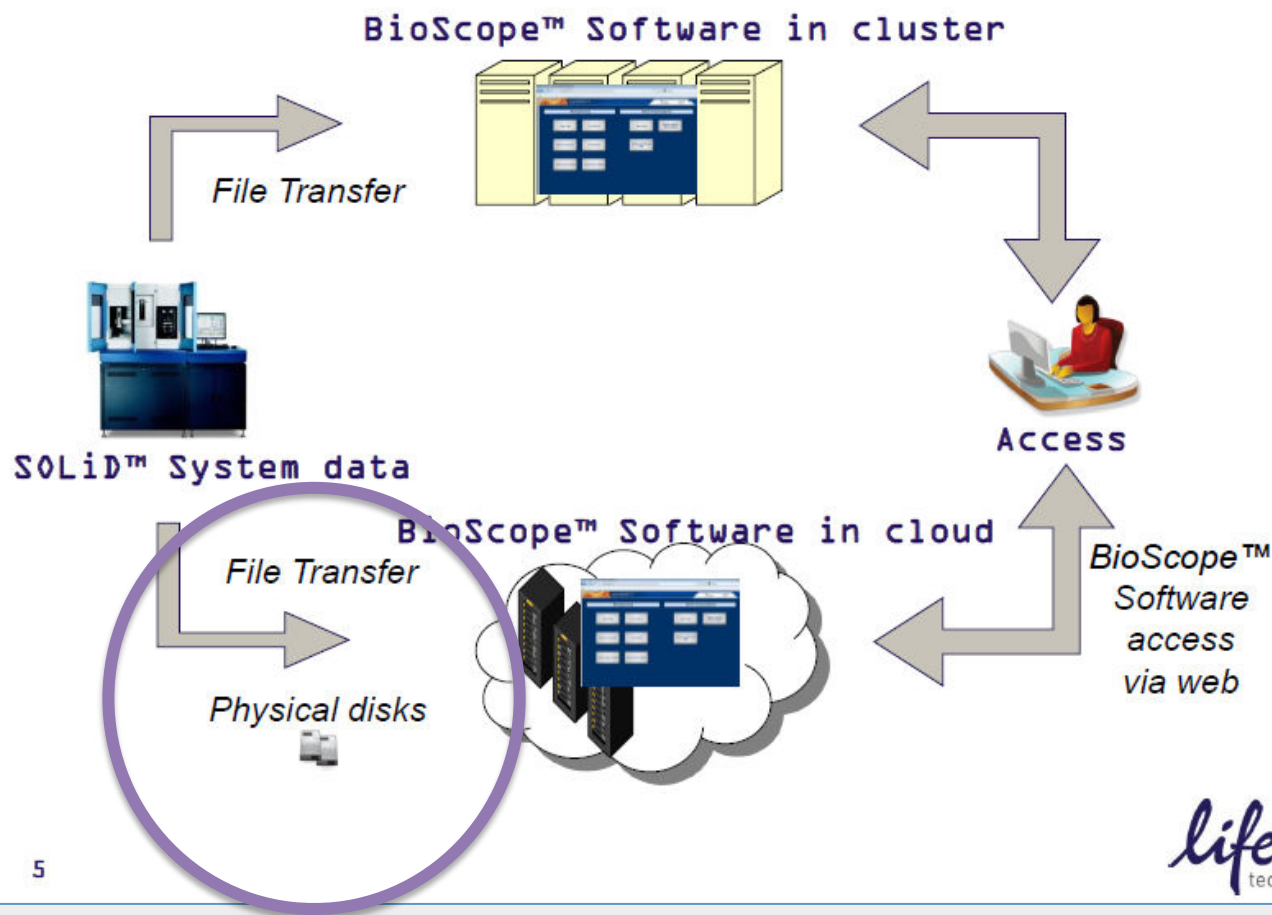 BioScope™ Software in cluster
File Transfer
SOLiD™ System data
Access
BioScope™ Software in cloud
File Transfer
Physical disks
BioScope™
Software
access
via web
life
tec
5